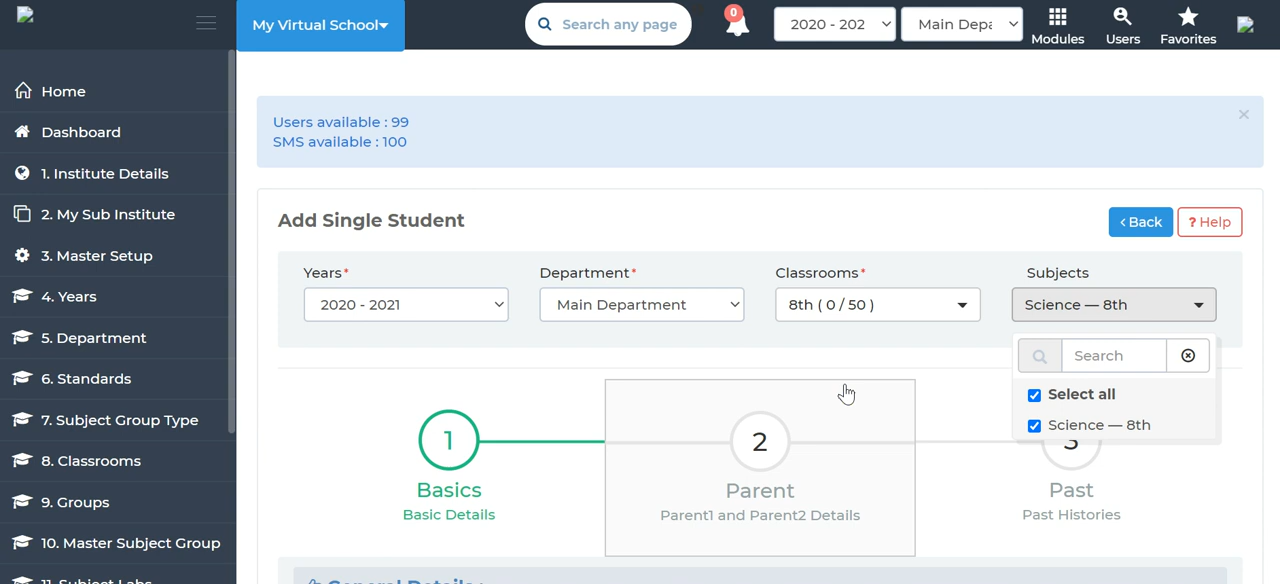 My Virtual School
Search any page
0
2020 - 202
Main Depa
Modules
Users
Favorites
Home
Dashboard
1. Institute Details
2. My Sub Institute
3. Master Setup
4. Years
5. Department
6. Standards
7. Subject Group Type
8. Classrooms
9. Groups
10. Master Subject Group
11. Subject Labs
Users available : 99
SMS available : 100
×
Add Single Student
Back
? Help
Years*
Department*
Classrooms*
Subjects
2020 - 2021
Main Department
8th ( 0 / 50 )
Science — 8th
Search
Select all
Science — 8th
1
2
3
Basics
Parent
Past
Basic Details
Parent1 and Parent2 Details
Past Histories
General Details :